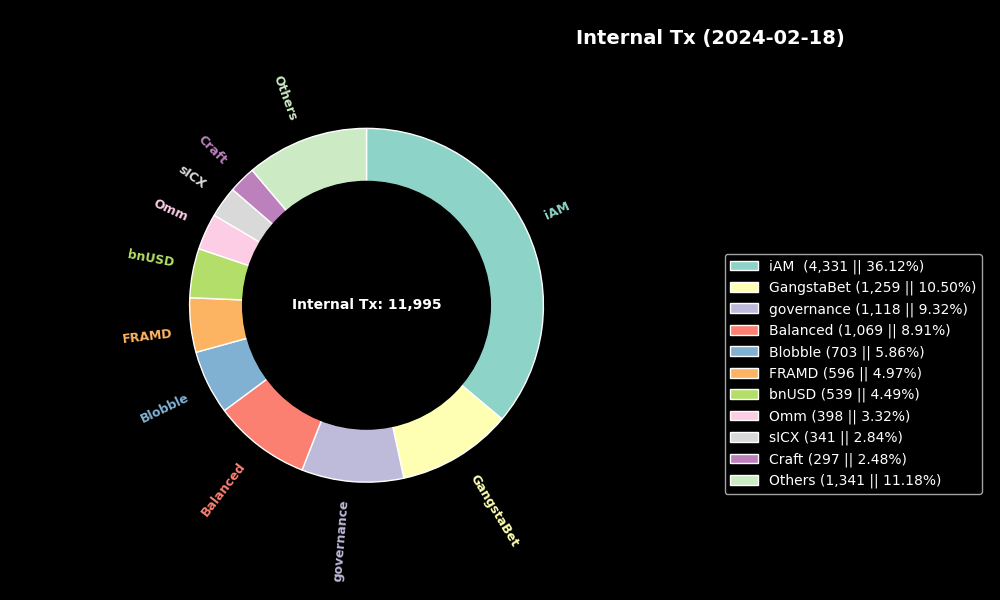 Internal Tx (2024-02-18)
Others
Craft
sICX
Omm
bnUSD
FRAMD
Blobble
Balanced
governance
GangstaBet
iAM
Internal Tx: 11,995
iAM  (4,331 || 36.12%)
GangstaBet (1,259 || 10.50%)
governance (1,118 || 9.32%)
Balanced (1,069 || 8.91%)
Blobble (703 || 5.86%)
FRAMD (596 || 4.97%)
bnUSD (539 || 4.49%)
Omm (398 || 3.32%)
sICX (341 || 2.84%)
Craft (297 || 2.48%)
Others (1,341 || 11.18%)